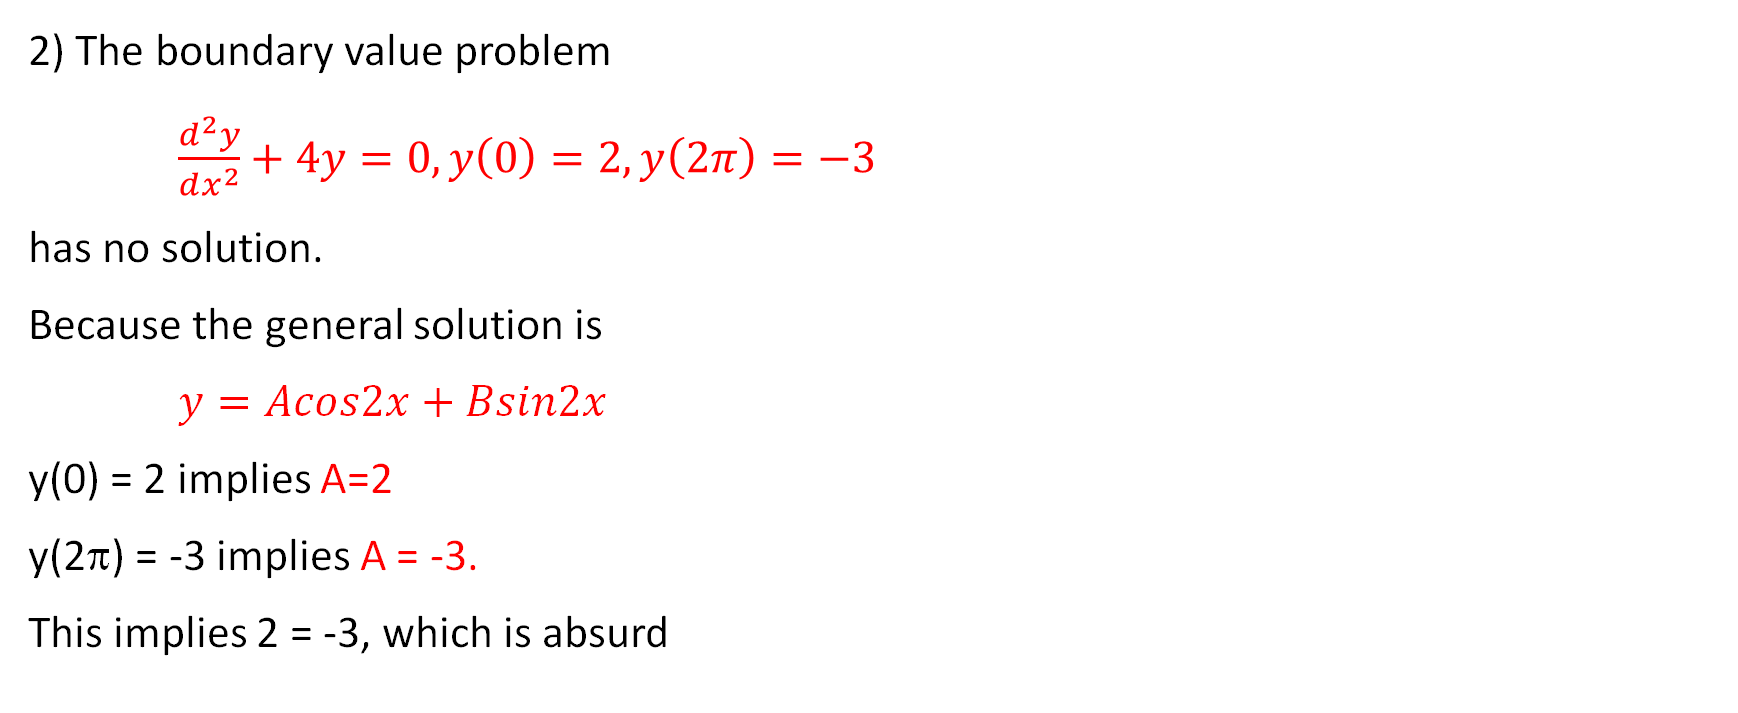 2) The boundary value problem
d²y/dx² + 4y = 0, y(0) = 2, y(2π) = −3
has no solution.
Because the general solution is
y = Acos2x + Bsin2x
y(0) = 2 implies A=2
y(2π) = -3 implies A = -3.
This implies 2 = -3, which is absurd